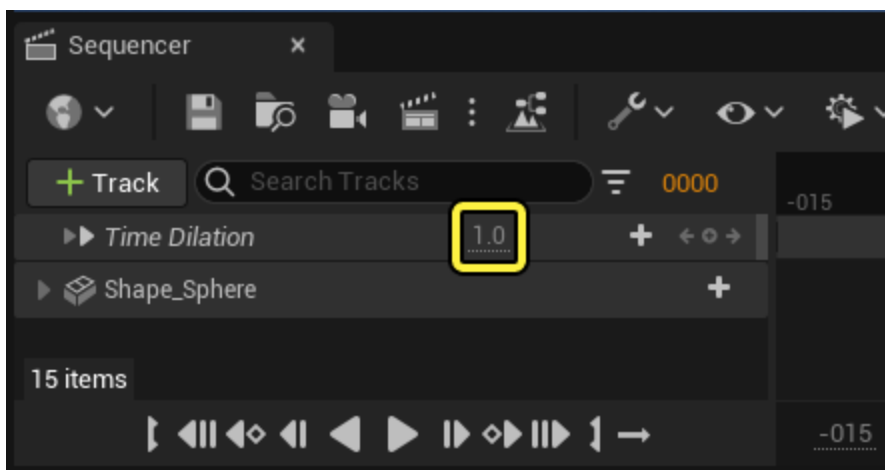 Sequencer
+ Track Search Tracks 0000 -015
Time Dilation 1.0
Shape_Sphere
15 items
-015